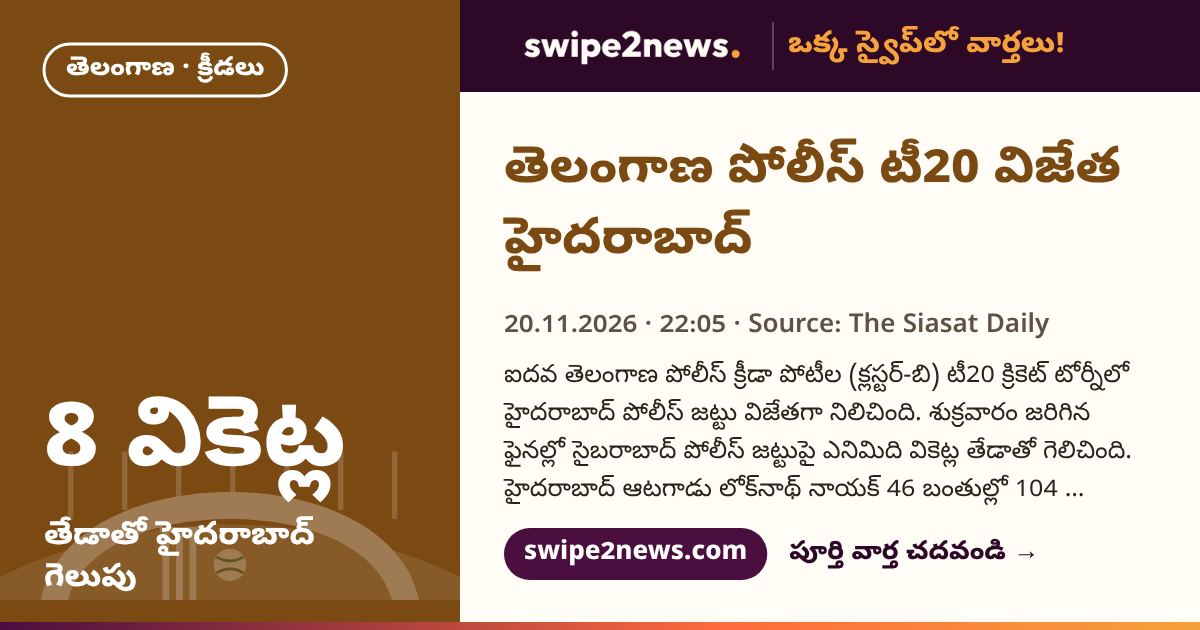 తెలంగాణ · క్రీడలు
8 వికెట్ల
తేడాతో హైదరాబాద్
గెలుపు
swipe2news.
ఒక్క స్వైప్‌లో వార్తలు!
తెలంగాణ పోలీస్ టీ20 విజేత
హైదరాబాద్
20.11.2026 · 22:05 · Source: The Siasat Daily
ఐదవ తెలంగాణ పోలీస్ క్రీడా పోటీల (క్లస్టర్-బి) టీ20 క్రికెట్ టోర్నీలో
హైదరాబాద్ పోలీస్ జట్టు విజేతగా నిలిచింది. శుక్రవారం జరిగిన
ఫైనల్లో సైబరాబాద్ పోలీస్ జట్టుపై ఎనిమిది వికెట్ల తేడాతో గెలిచింది.
హైదరాబాద్ ఆటగాడు లోక్‌నాథ్ నాయక్ 46 బంతుల్లో 104 ...
swipe2news.com
పూర్తి వార్త చదవండి →